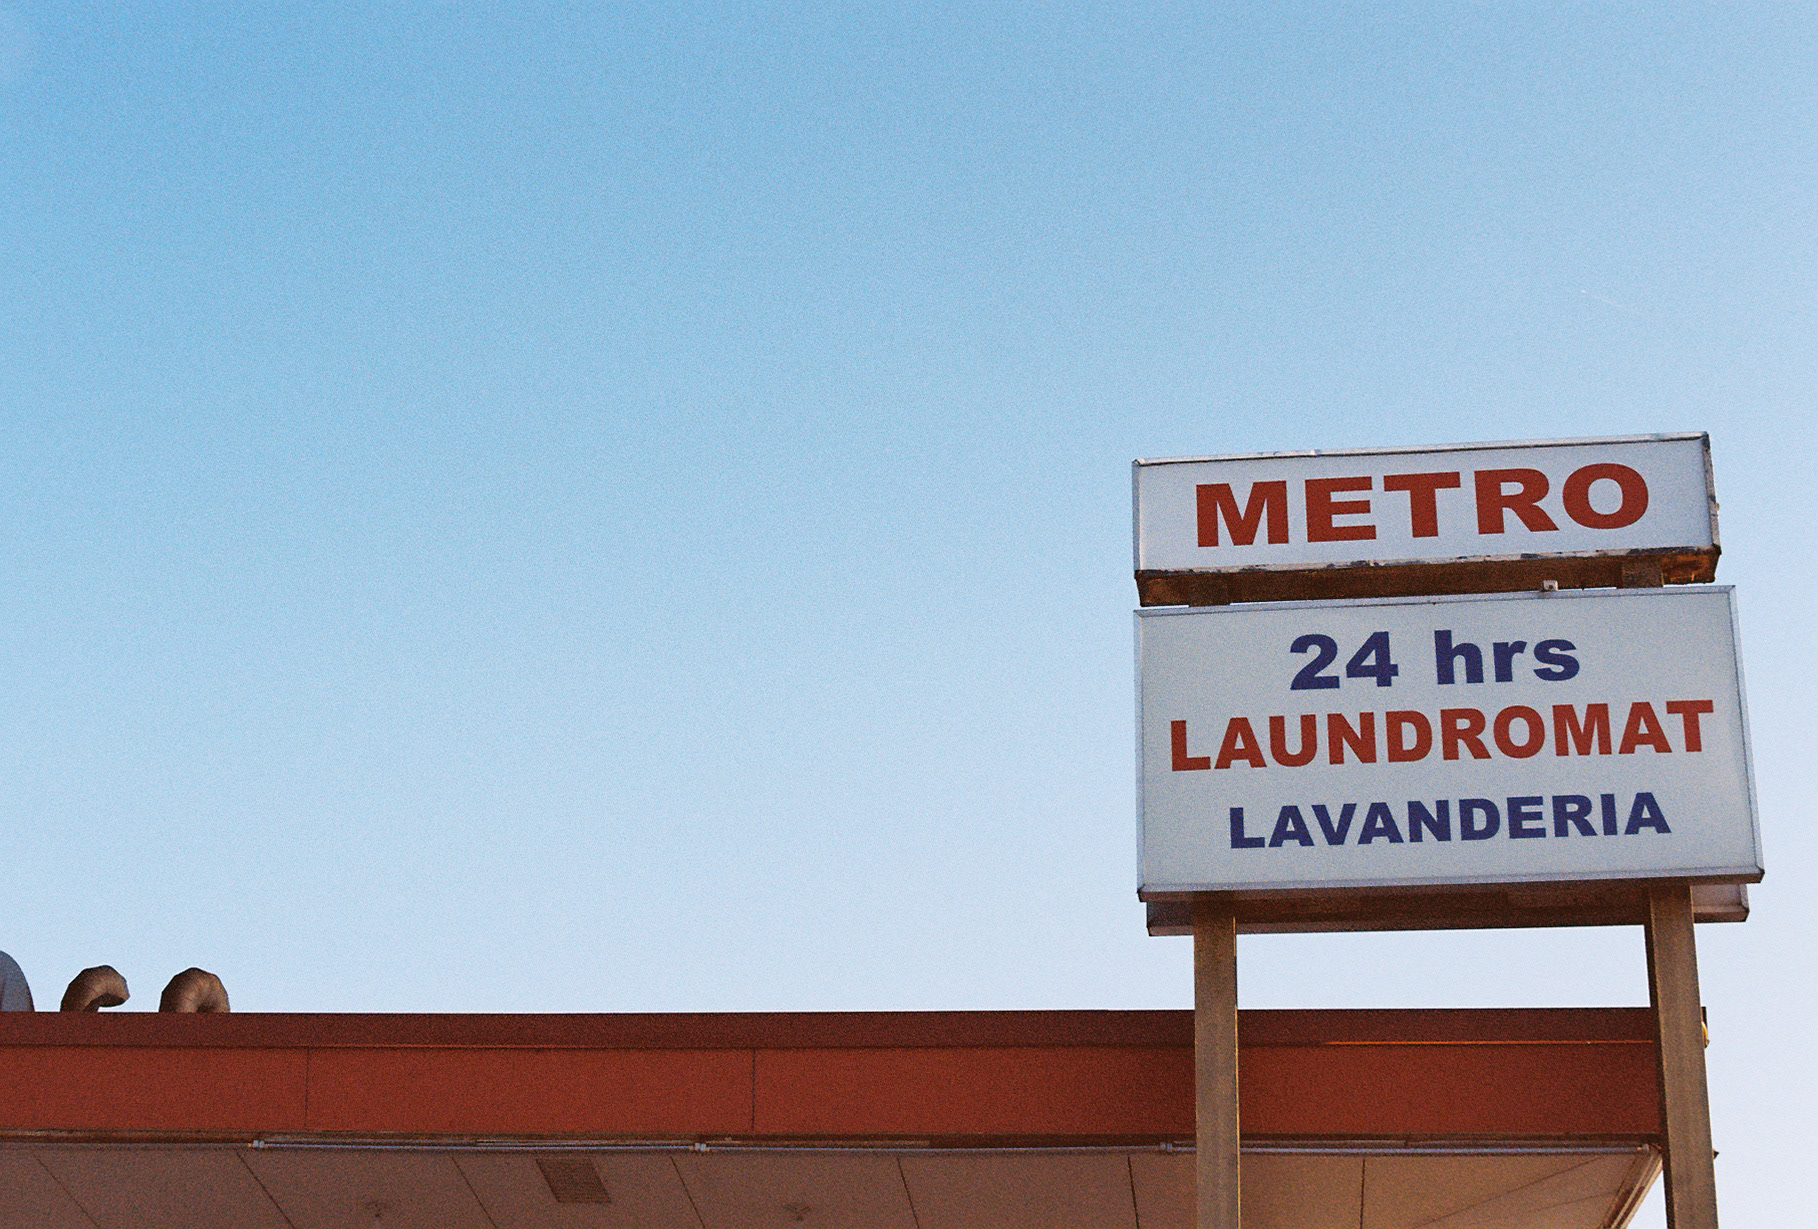 METRO
24 hrs
LAUNDROMAT
LAVANDERIA